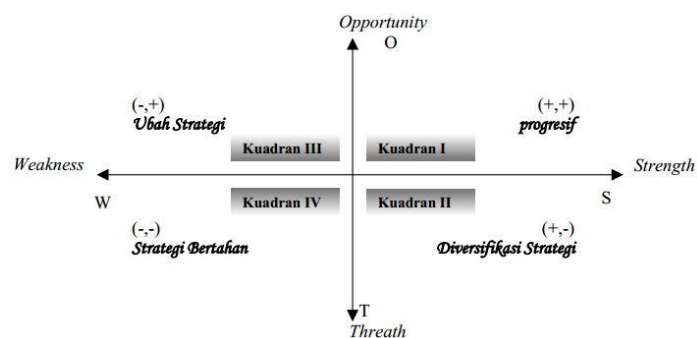 Opportunity
O
(-,+)
Ubah Strategi
(+,+)
progresif
Kuadran III
Kuadran I
Weakness
Strength
W
S
Kuadran IV
Kuadran II
(-,-)
Strategi Bertahan
(+,-)
Diversifikasi Strategi
T
Threath